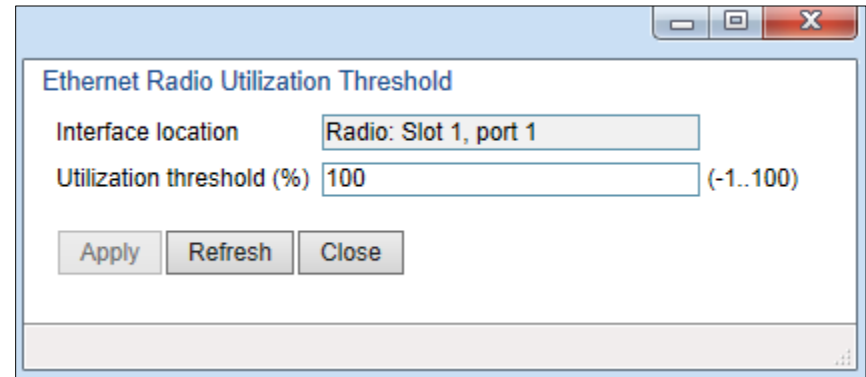 Ethernet Radio Utilization Threshold
Interface location Radio: Slot 1, port 1
Utilization threshold (%) 100 (-1..100)
Apply Refresh Close